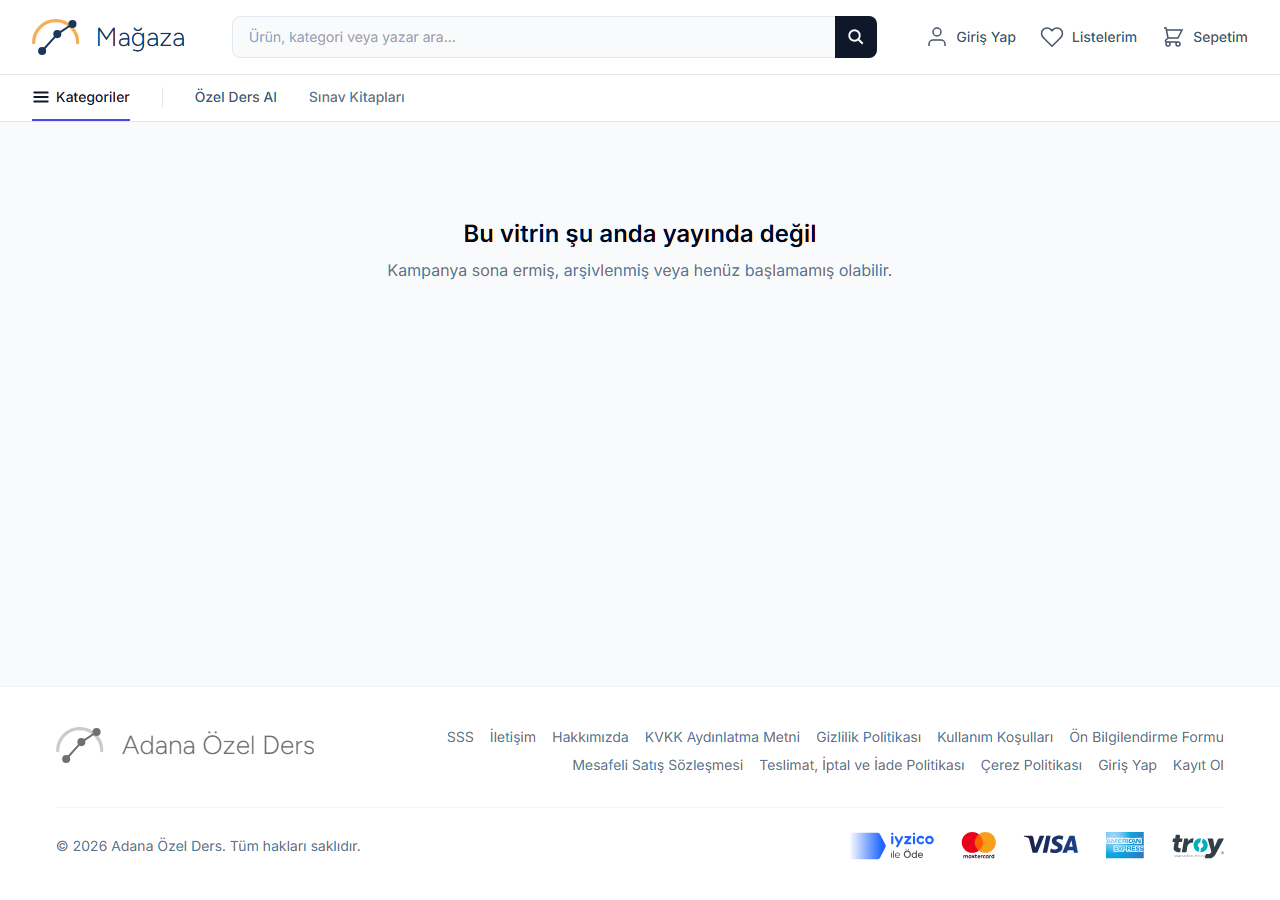 Mağaza
Ürün, kategori veya yazar ara...
Giriş Yap
Listelerim
Sepetim
Kategoriler
Özel Ders AI
Sınav Kitapları
Bu vitrin şu anda yayında değil
Kampanya sona ermiş, arşivlenmiş veya henüz başlamamış olabilir.
Adana Özel Ders
SSS İletişim Hakkımızda KVKK Aydınlatma Metni Gizlilik Politikası Kullanım Koşulları Ön Bilgilendirme Formu
Mesafeli Satış Sözleşmesi Teslimat, İptal ve İade Politikası Çerez Politikası Giriş Yap Kayıt Ol
© 2026 Adana Özel Ders. Tüm hakları saklıdır.
iyzico
ile Öde
mastercard
VISA
AMERICAN
EXPRESS
troy